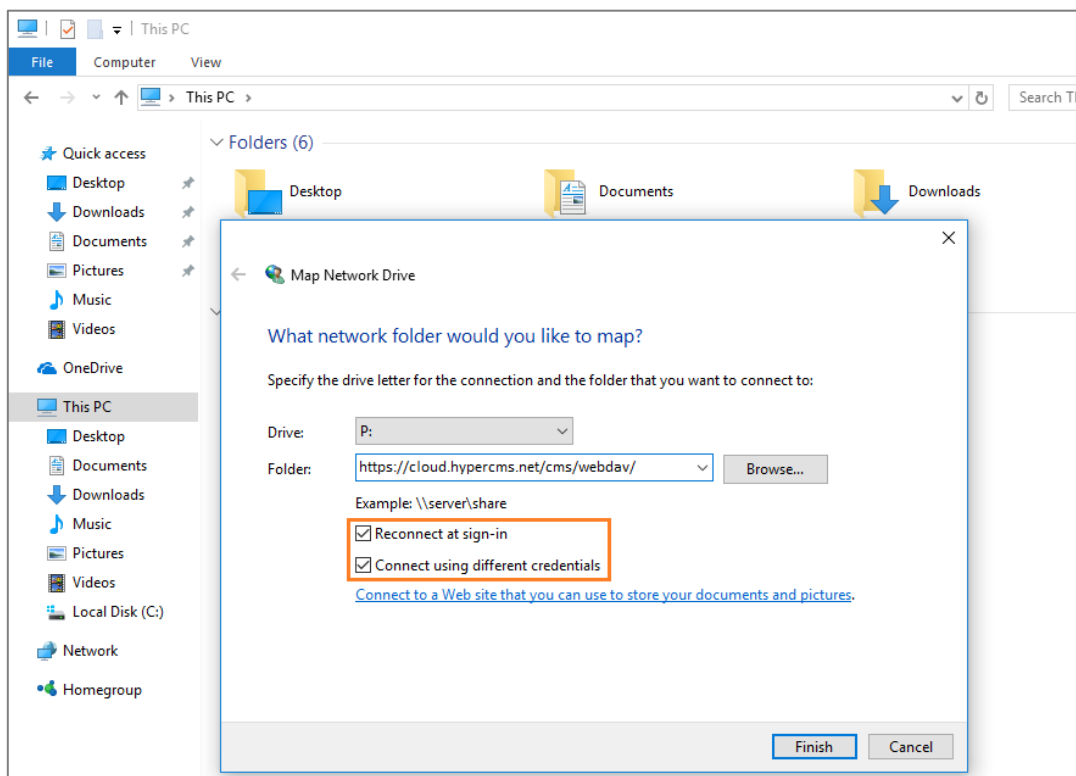 This PC
File Computer View
This PC
Search
Quick access
Desktop
Downloads
Documents
Pictures
Music
Videos
OneDrive
This PC
Desktop
Documents
Downloads
Music
Pictures
Videos
Local Disk (C:)
Network
Homegroup
Folders (6)
Desktop Documents Downloads
Map Network Drive
What network folder would you like to map?
Specify the drive letter for the connection and the folder that you want to connect to:
Drive: P:
Folder: https://cloud.hypercms.net/cms/webdav/ Browse...
Example: \\server\share
Reconnect at sign-in
Connect using different credentials
Connect to a Web site that you can use to store your documents and pictures.
Finish Cancel